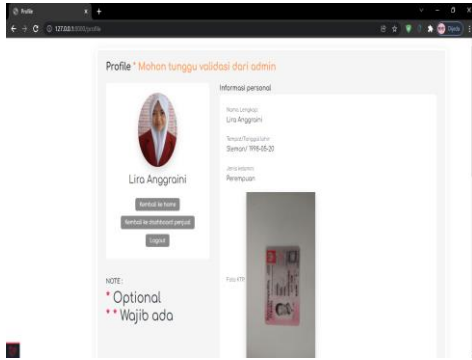 Profile
127.0.0.1:8000/profile
Profile * Mohon tunggu validasi dari admin
Informasi personal
Nama Lengkap:
Lira Anggraini
Tempat/Tanggal lahir:
Sleman/ 1998-05-20
Jenis kelamin:
Perempuan
Lira Anggraini
Kembali ke home
Kembali ke dashboard penjual
Logout
Foto KTP:
NOTE:
* Optional
* * Wajib ada